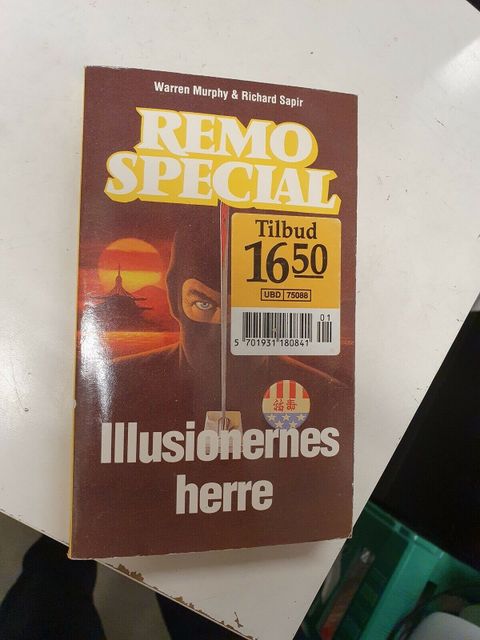 Warren Murphy & Richard Sapir
REMO
SPECIAL
Tilbud
16 50
UBD 75088
01
5 701931 180841
Illusionernes
herre